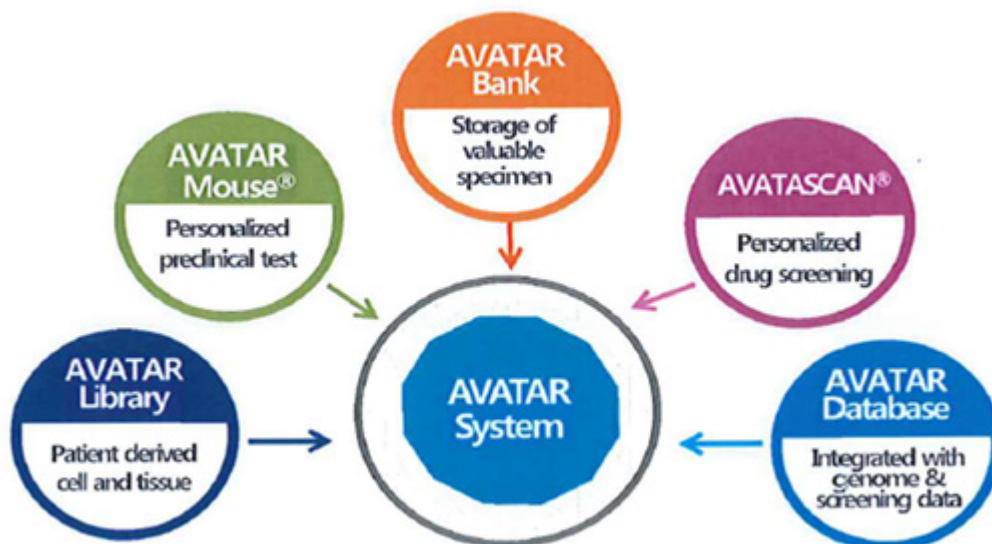 AVATAR
Bank
Storage of
valuable
specimen
AVATAR
Mouse®
Personalized
preclinical test
AVATASCAN®
Personalized
drug screening
AVATAR
Library
Patient derived
cell and tissue
AVATAR
System
AVATAR
Database
Integrated with
genome &
screening data